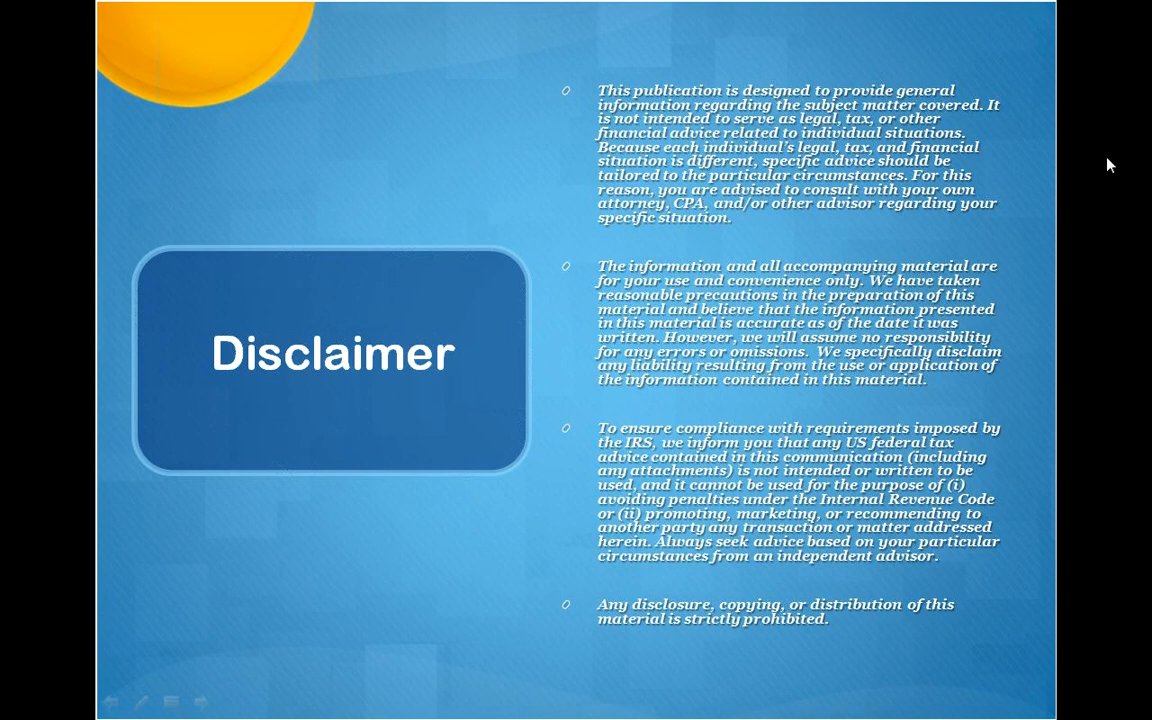 Disclaimer
This publication is designed to provide general
information regarding the subject matter covered. It
is not intended to serve as legal, tax, or other
financial advice related to individual situations.
Because each individual's legal, tax, and financial
situation is different, specific advice should be
tailored to the particular circumstances. For this
reason, you are advised to consult with your own
attorney, CPA, and/or other advisor regarding your
specific situation.
The information and all accompanying material are
for your use and convenience only. We have taken
reasonable precautions in the preparation of this
material and believe that the information presented
in this material is accurate as of the date it was
written. However, we will assume no responsibility
for any errors or omissions. We specifically disclaim
any liability resulting from the use or application of
the information contained in this material.
To ensure compliance with requirements imposed by
the IRS, we inform you that any US federal tax
advice contained in this communication (including
any attachments) is not intended or written to be
used, and it cannot be used for the purpose of (i)
avoiding penalties under the Internal Revenue Code
or (ii) promoting, marketing, or recommending to
another party any transaction or matter addressed
herein. Always seek advice based on your particular
circumstances from an independent advisor.
Any disclosure, copying, or distribution of this
material is strictly prohibited.